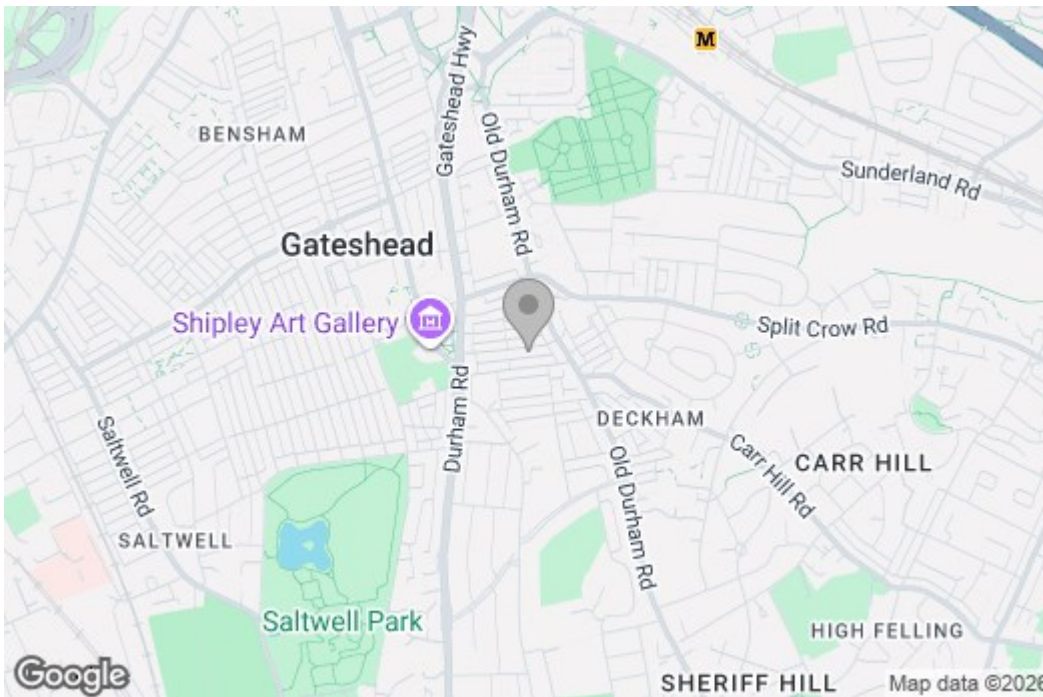 M
Gateshead Hwy
BENSHAM
Old Durham Rd
Sunderland Rd
Gateshead
Shipley Art Gallery
Split Crow Rd
Durham Rd
DECKHAM
Saltwell Rd
Carr Hill Rd
CARR HILL
Old Durham Rd
SALTWELL
Saltwell Park
HIGH FELLING
Google
SHERIFF HILL
Map data ©2026